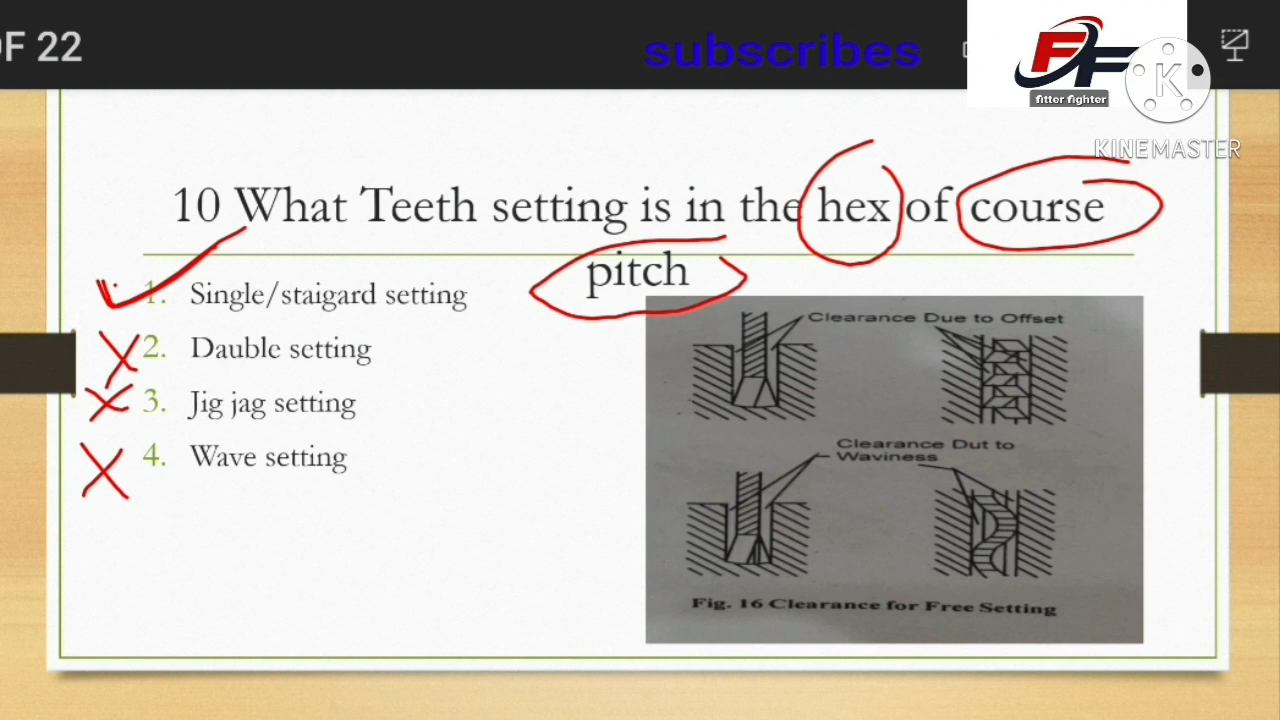 OF 22
subscribes
FF
fitter fighter
K
KINEMASTER
10 What Teeth setting is in the hex of course
pitch
1. Single/staigard setting
2. Dauble setting
3. Jig jag setting
4. Wave setting
Clearance Due to Offset
Clearance Dut to
Waviness
Fig. 16 Clearance for Free Setting